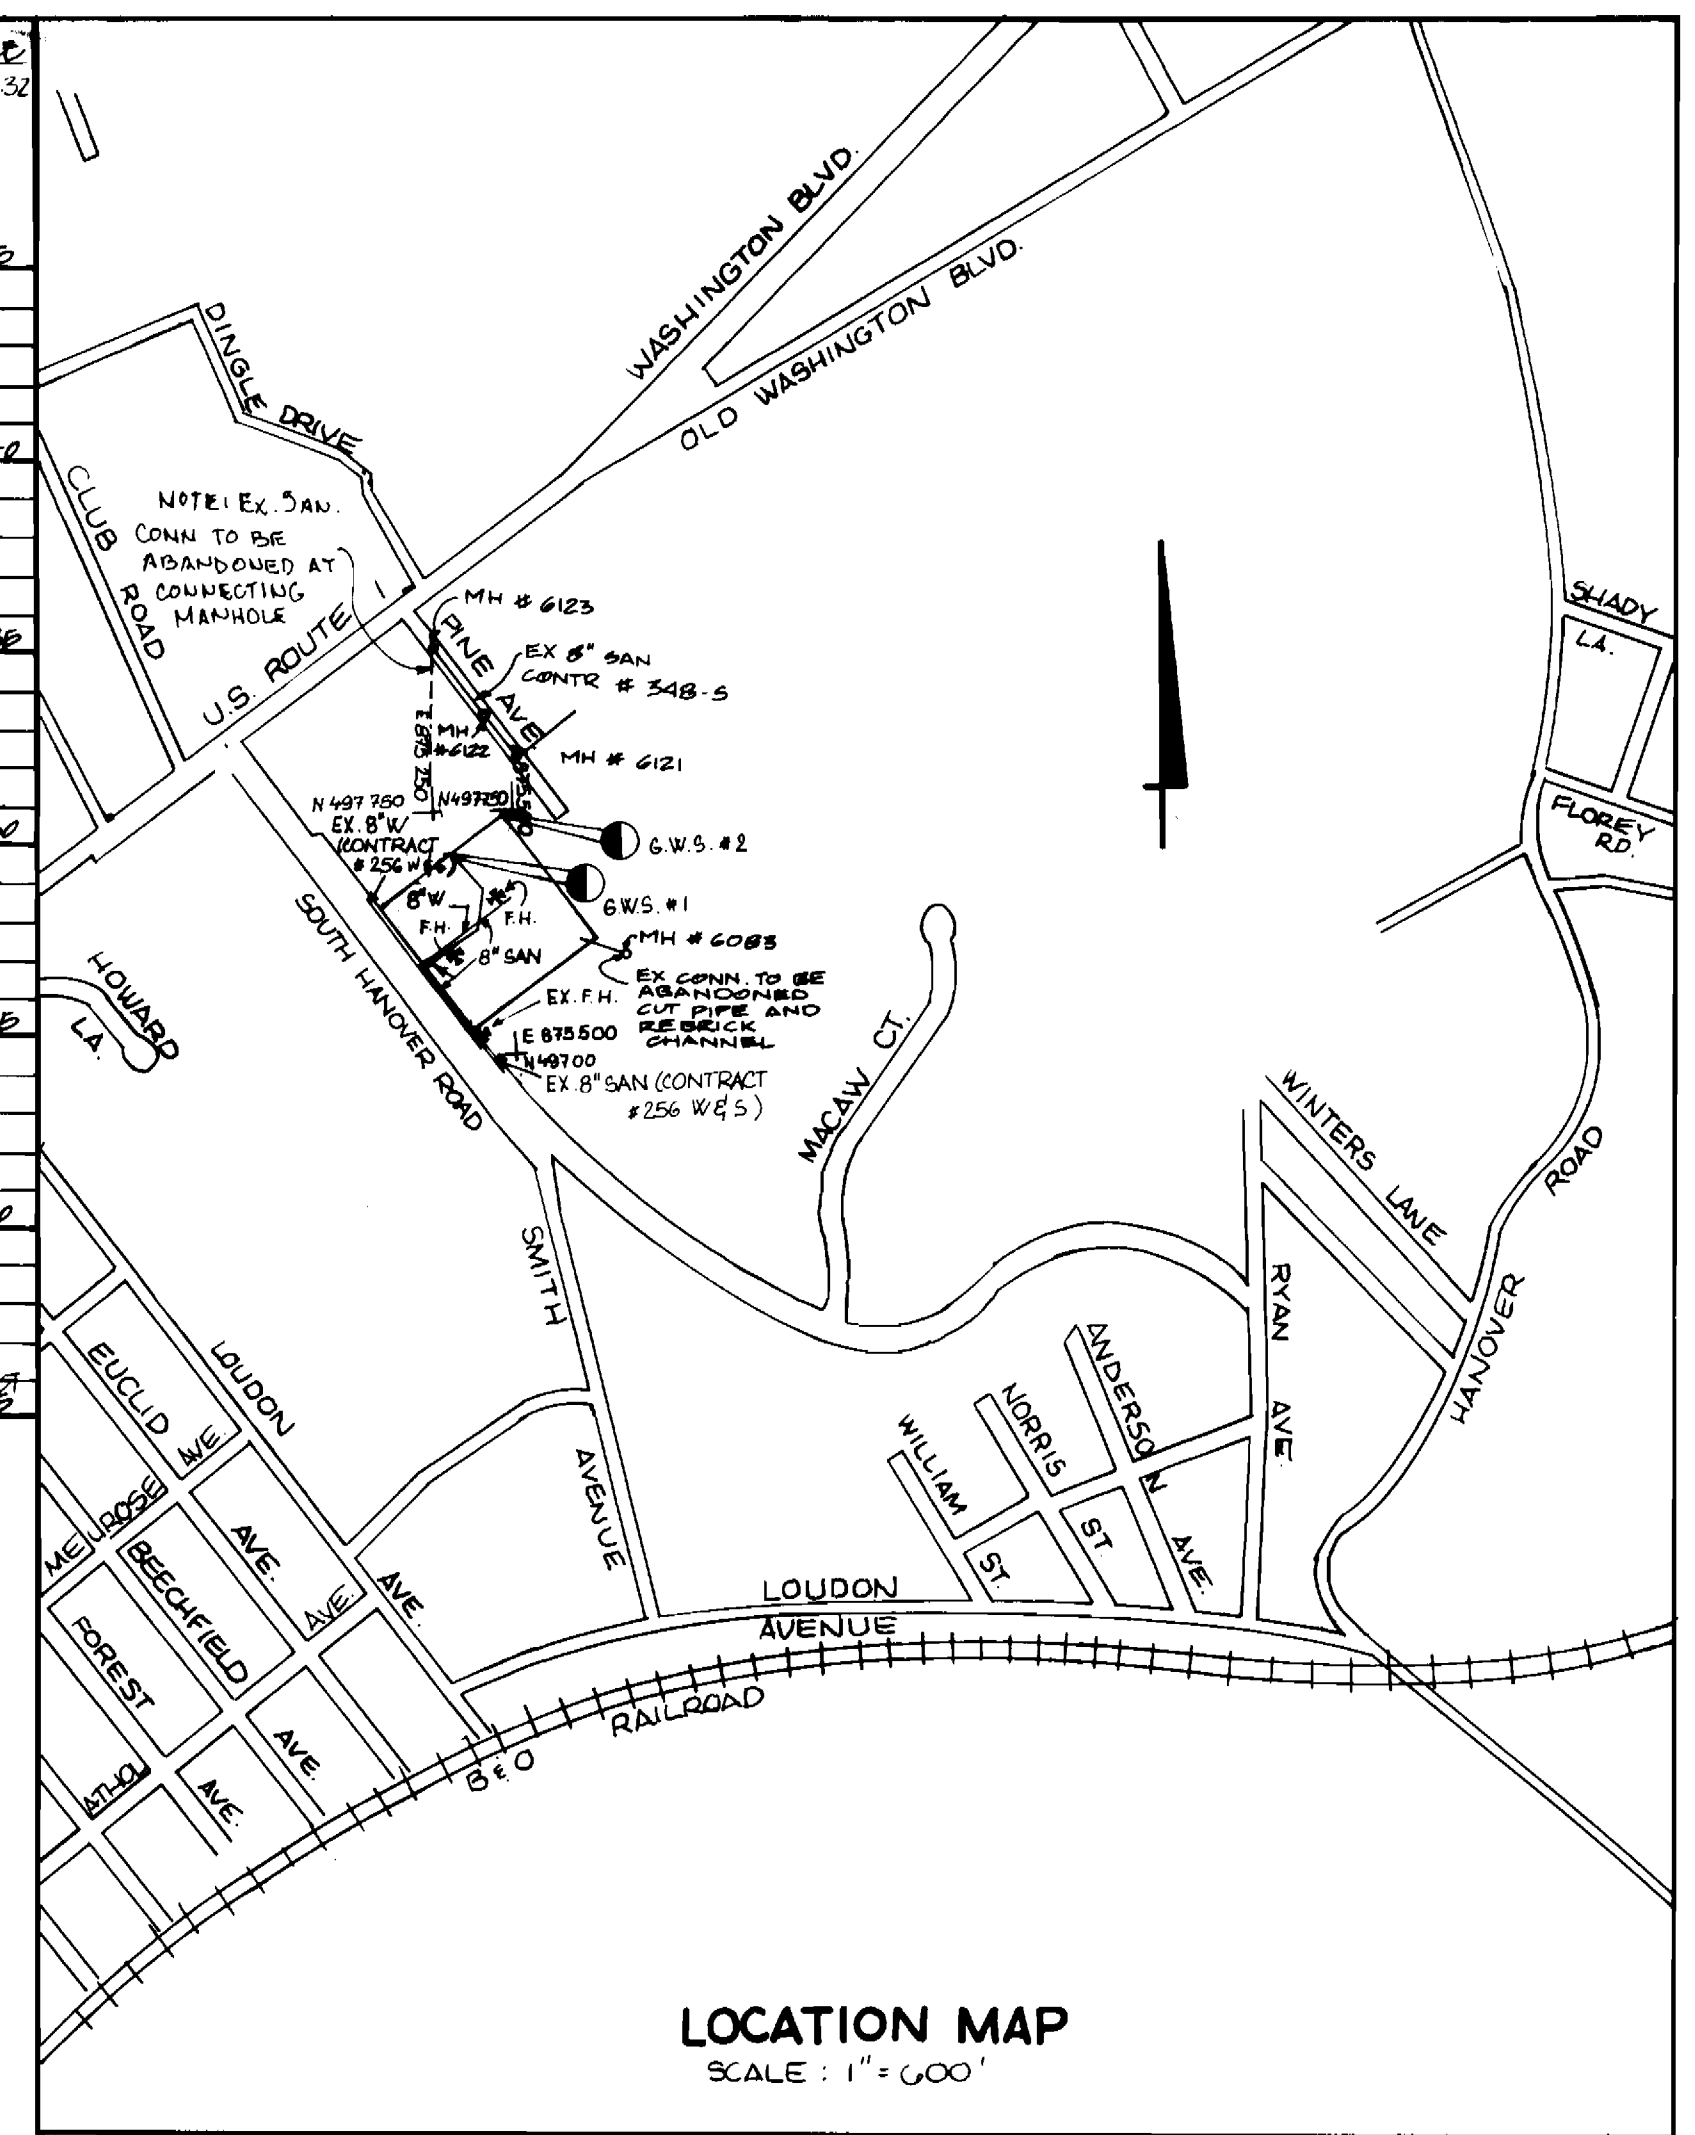 WASHINGTON BLVD.
OLD WASHINGTON BLVD.
DINGLE DRIVE
CLUB ROAD
NOTE: EX. SAN.
CONN TO BE
ABANDONED AT
CONNECTING
MANHOLE
U.S. ROUTE 1
MH # 6123
PINE AVE
EX 8" SAN
CONTR # 348-S
MH
#6122
E 875 250
MH # 6121
N 497 750
N497750
EX. 8" W
(CONTRACT
# 256 W&S)
G.W.S. #2
G.W.S. #1
8" W
F.H.
F.H.
8" SAN
MH # 6083
EX CONN. TO BE
ABANDONED
CUT PIPE AND
REBRICK
CHANNEL
EX. F.H.
E 875500
N49700
EX. 8" SAN (CONTRACT
#256 W & S)
SOUTH HANOVER ROAD
HOWARD
LA.
SHADY
LA.
FLOREY
RD.
MACAW CT.
WINTERS LANE
HANOVER ROAD
SMITH AVENUE
RYAN AVE.
ANDERSON AVE.
NORRIS ST.
WILLIAM ST.
LOUDON AVE.
EUCLID AVE.
MELROSE AVE.
BEECHFIELD AVE.
FOREST AVE.
ATHOL AVE.
LOUDON
AVENUE
B & O RAILROAD
LOCATION MAP
SCALE : 1" = 600'